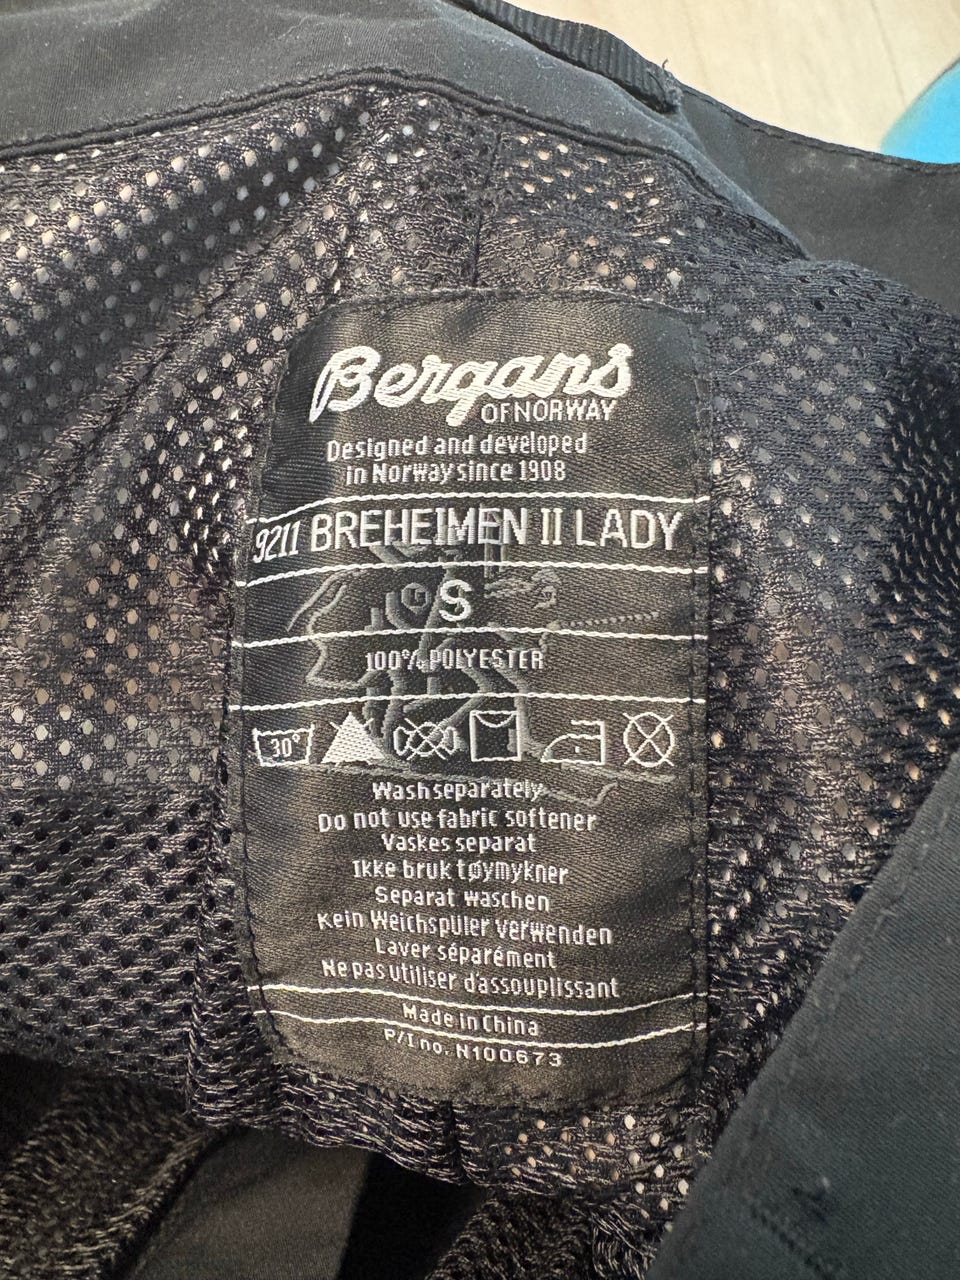 Bergans
OF NORWAY
Designed and developed
in Norway since 1908
9211 BREHEIMEN II LADY
S
100% POLYESTER
30°
Wash separately
Do not use fabric softener
Vaskes separat
Ikke bruk tøymykner
Separat waschen
Kein Weichspüler verwenden
Laver séparément
Ne pas utiliser d'assouplissant
Made in China
P/I no. N100673